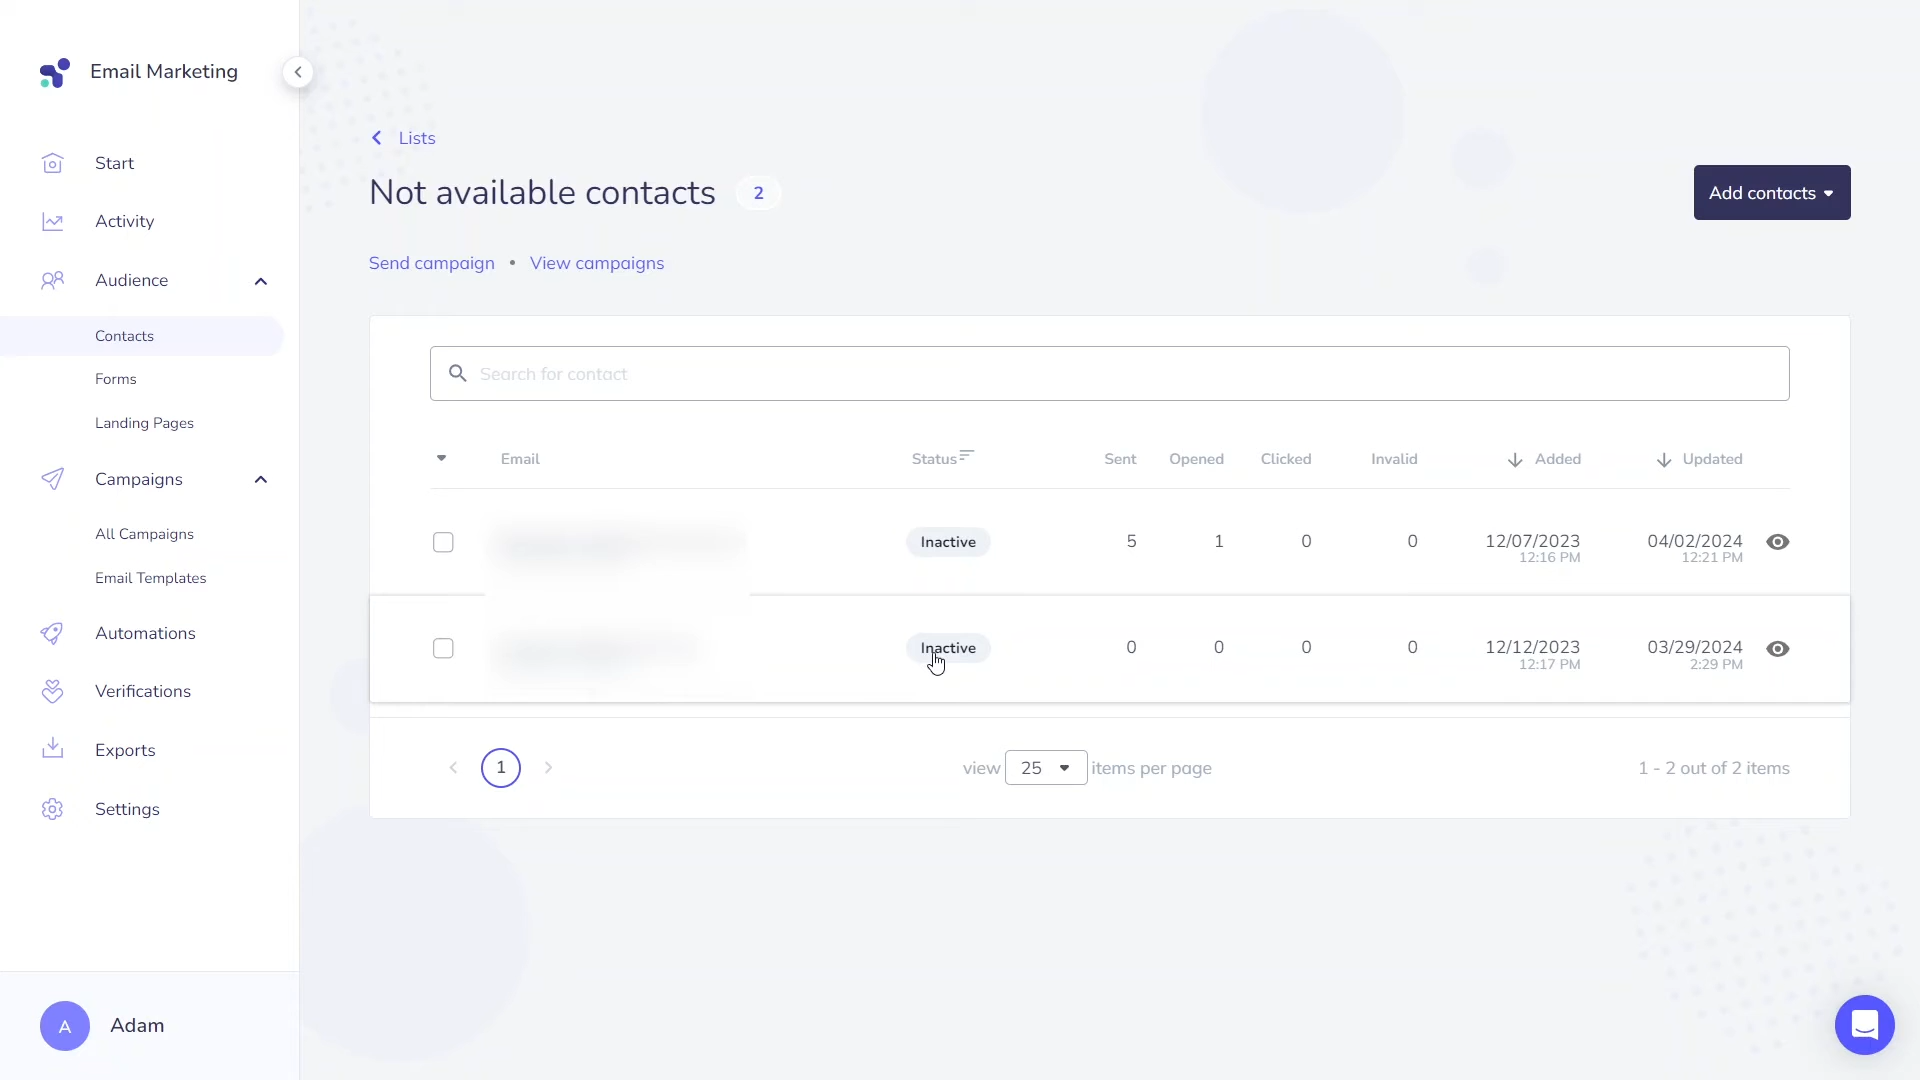 Email Marketing
Start
Activity
Audience
Contacts
Forms
Landing Pages
Campaigns
All Campaigns
Email Templates
Automations
Verifications
Exports
Settings
A Adam
Lists
Not available contacts 2
Add contacts
Send campaign • View campaigns
Search for contact
Email Status Sent Opened Clicked Invalid Added Updated
Inactive 5 1 0 0 12/07/2023 04/02/2024
12:16 PM 12:21 PM
Inactive 0 0 0 0 12/12/2023 03/29/2024
12:17 PM 2:29 PM
1 view 25 items per page 1 - 2 out of 2 items